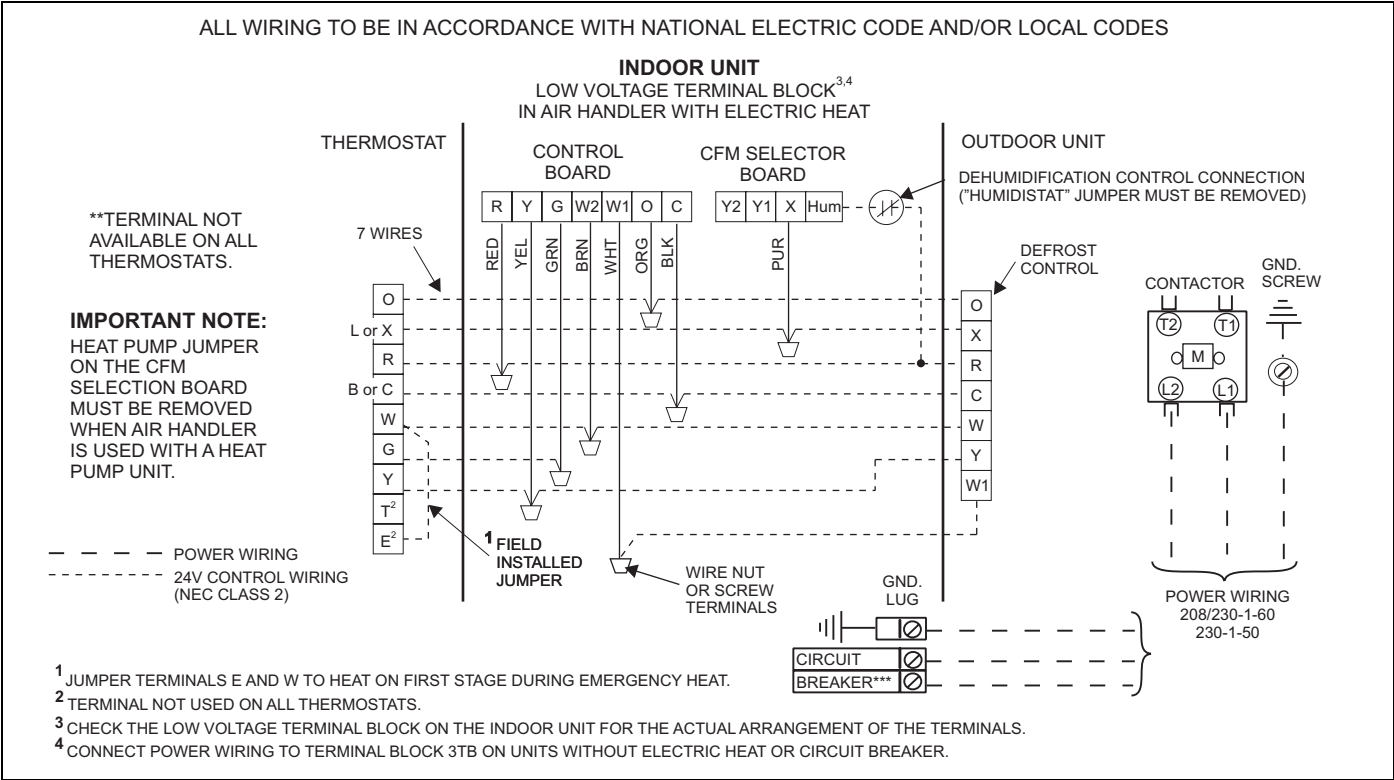 ALL WIRING TO BE IN ACCORDANCE WITH NATIONAL ELECTRIC CODE AND/OR LOCAL CODES
INDOOR UNIT
LOW VOLTAGE TERMINAL BLOCK3,4
IN AIR HANDLER WITH ELECTRIC HEAT
THERMOSTAT
CONTROL
BOARD
R Y G W2 W1 O C
RED YEL GRN BRN WHT ORG BLK
CFM SELECTOR
BOARD
Y2 Y1 X Hum
PUR
OUTDOOR UNIT
DEHUMIDIFICATION CONTROL CONNECTION
("HUMIDISTAT" JUMPER MUST BE REMOVED)
**TERMINAL NOT
AVAILABLE ON ALL
THERMOSTATS.
7 WIRES
IMPORTANT NOTE:
HEAT PUMP JUMPER
ON THE CFM
SELECTION BOARD
MUST BE REMOVED
WHEN AIR HANDLER
IS USED WITH A HEAT
PUMP UNIT.
O
L or X
R
B or C
W
G
Y
T2
E2
1 FIELD
INSTALLED
JUMPER
WIRE NUT
OR SCREW
TERMINALS
DEFROST
CONTROL
O
X
R
C
W
Y
W1
CONTACTOR
GND.
SCREW
T2 T1
M
L2 L1
POWER WIRING
208/230-1-60
230-1-50
POWER WIRING
24V CONTROL WIRING
(NEC CLASS 2)
GND.
LUG
CIRCUIT
BREAKER***
1 JUMPER TERMINALS E AND W TO HEAT ON FIRST STAGE DURING EMERGENCY HEAT.
2 TERMINAL NOT USED ON ALL THERMOSTATS.
3 CHECK THE LOW VOLTAGE TERMINAL BLOCK ON THE INDOOR UNIT FOR THE ACTUAL ARRANGEMENT OF THE TERMINALS.
4 CONNECT POWER WIRING TO TERMINAL BLOCK 3TB ON UNITS WITHOUT ELECTRIC HEAT OR CIRCUIT BREAKER.